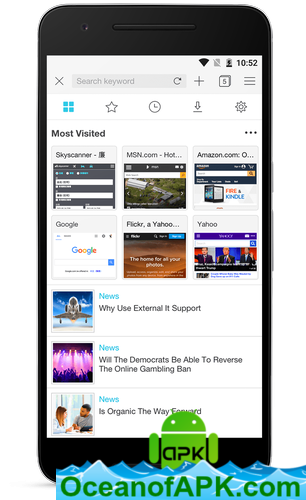 10:52
Search keyword
5
Most Visited
Skyscanner - 
MSN.com - Hot...
Amazon.com: O...
FIRE &
KINDLE
Google
Flickr, a Yahoo...
Yahoo
Google
flickr
The home for all your
photos.
YAHOO!
News
Why Use External It Support
News
Will The Democrats Be Able To Reverse
The Online Gambling Ban
News
Is Organic The Way Forward
apk
OceanofAPK.com